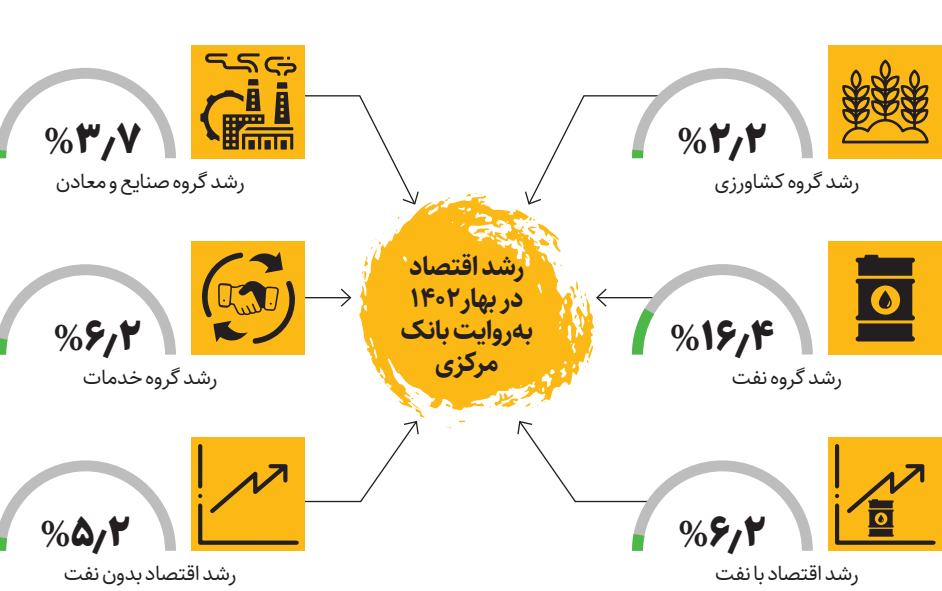 %۲٫۲
رشد گروه کشاورزی
%۳٫۷
رشد گروه صنایع و معادن
رشد اقتصاد
در بهار ۱۴۰۲
به‌روایت بانک
مرکزی
%۱۶٫۴
رشد گروه نفت
%۶٫۲
رشد گروه خدمات
%۶٫۲
رشد اقتصاد با نفت
%۵٫۲
رشد اقتصاد بدون نفت